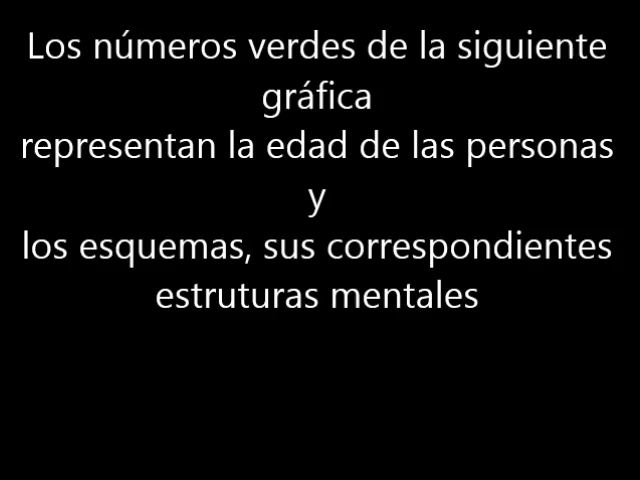 Los números verdes de la siguiente
gráfica
representan la edad de las personas
y
los esquemas, sus correspondientes
estruturas mentales